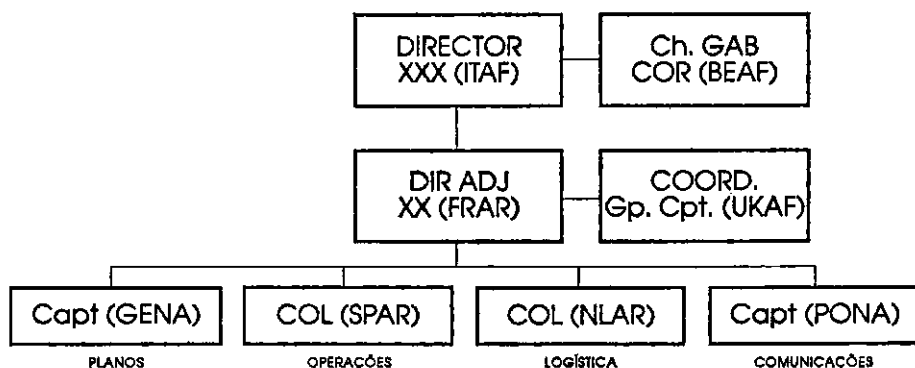 DIRECTOR
XXX (ITAF)
Ch. GAB
COR (BEAF)
DIR ADJ
XX (FRAR)
COORD.
Gp. Cpt. (UKAF)
Capt (GENA)
COL (SPAR)
COL (NLAR)
Capt (PONA)
PLANOS
OPERACÕES
LOGÍSTICA
COMUNICACÕES